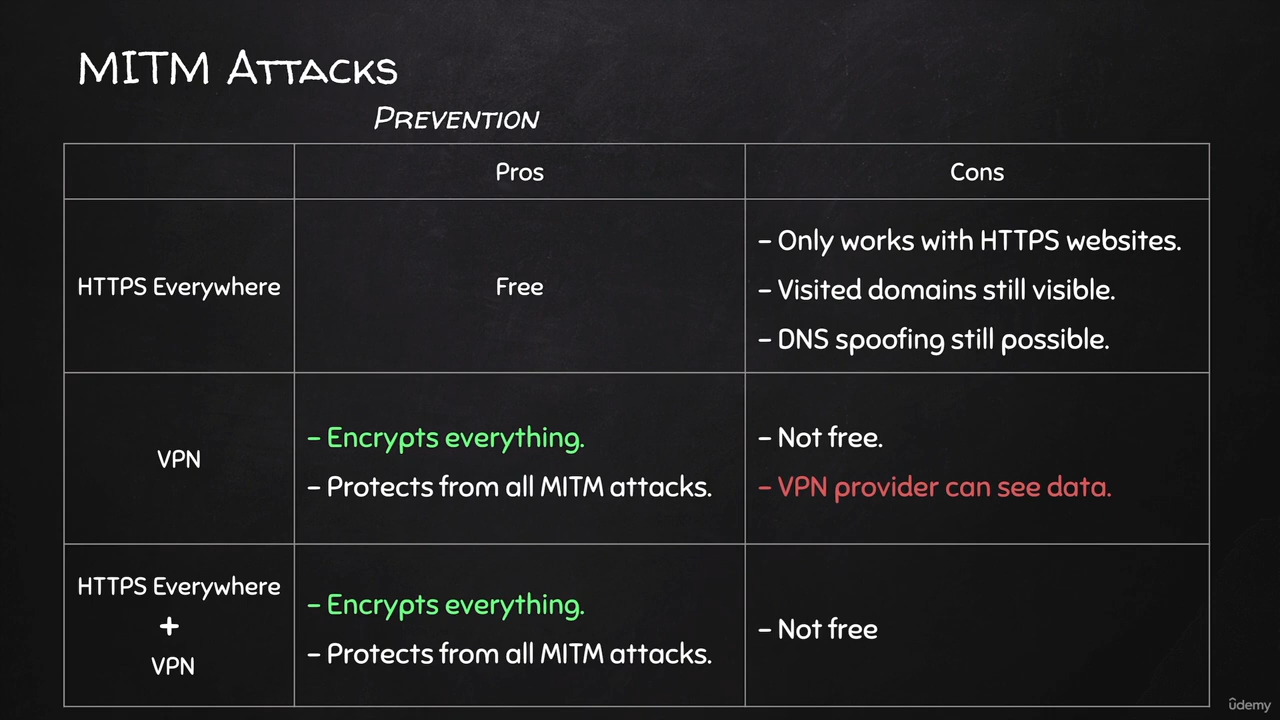 MITM Attacks
Prevention
Pros
Cons
HTTPS Everywhere
Free
- Only works with HTTPS websites.
- Visited domains still visible.
- DNS spoofing still possible.
VPN
- Encrypts everything.
- Protects from all MITM attacks.
- Not free.
- VPN provider can see data.
HTTPS Everywhere
+
VPN
- Encrypts everything.
- Protects from all MITM attacks.
- Not free
ûdemy